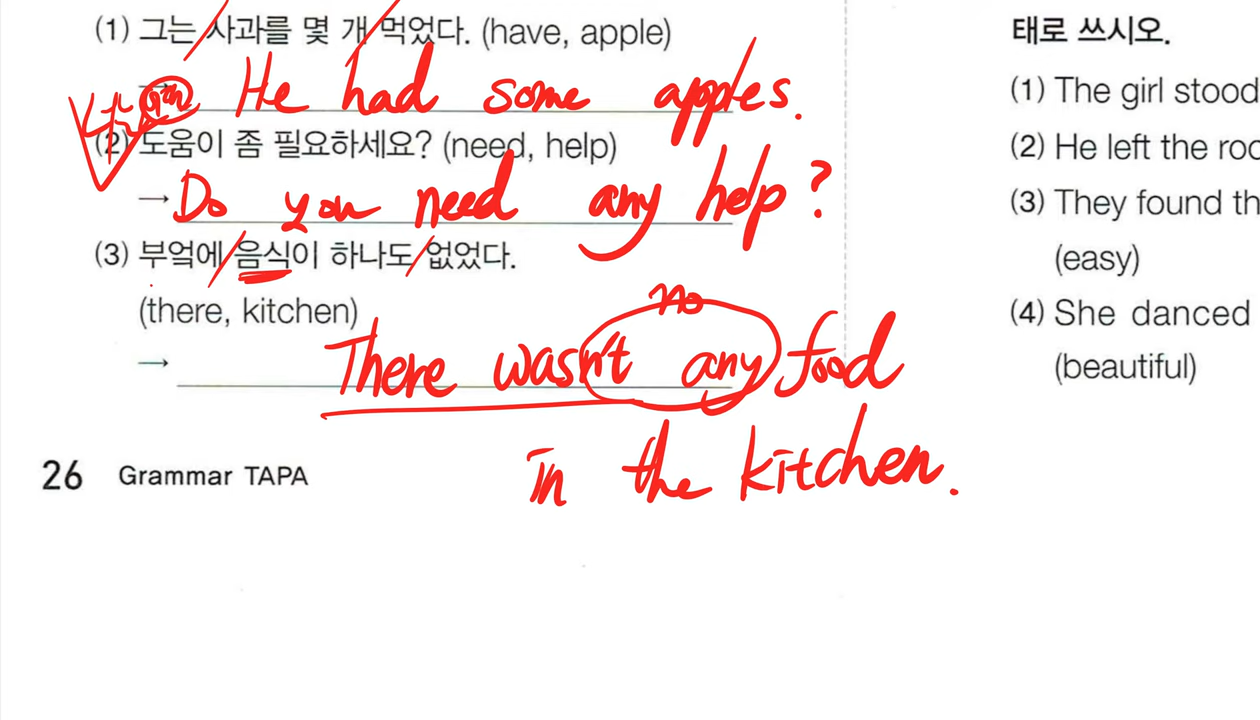 (1) 그는 사과를 몇 개 먹었다. (have, apple)
He had some apples.
(2) 도움이 좀 필요하세요? (need, help)
→ Do you need any help?
(3) 부엌에 음식이 하나도 없었다.
(there, kitchen)
no
→ There wasn't any food
in the kitchen.
26 Grammar TAPA
태로 쓰시오.
(1) The girl stood
(2) He left the roo
(3) They found th
(easy)
(4) She danced
(beautiful)